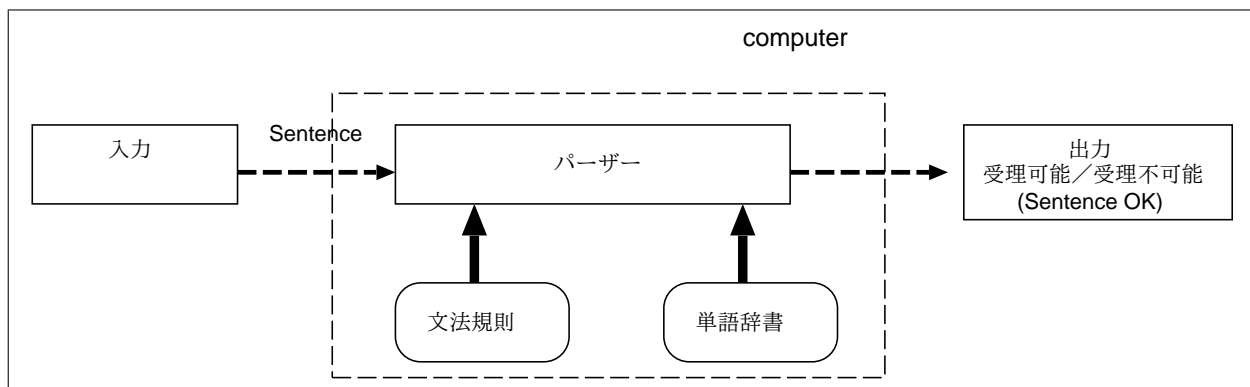 computer
入力
Sentence
パーザー
出力
受理可能／受理不可能
(Sentence OK)
文法規則
単語辞書